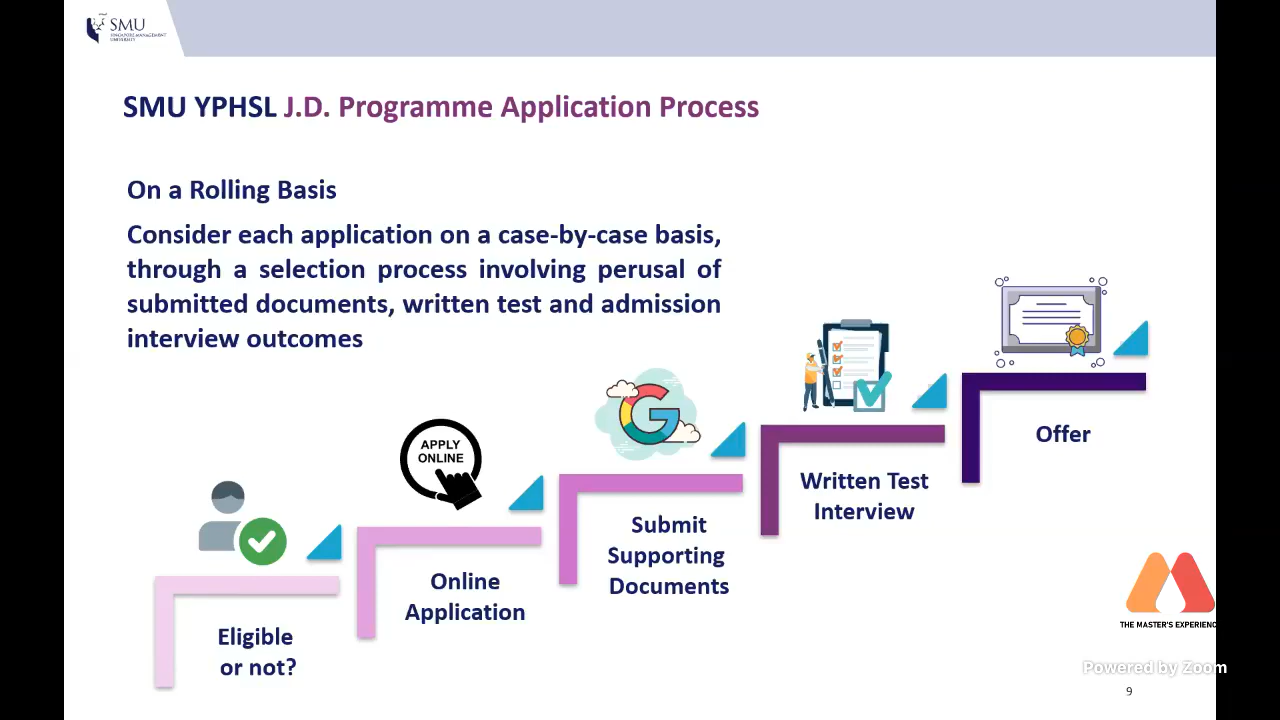 SMU
SINGAPORE MANAGEMENT
UNIVERSITY
SMU YPHSL J.D. Programme Application Process
On a Rolling Basis
Consider each application on a case-by-case basis,
through a selection process involving perusal of
submitted documents, written test and admission
interview outcomes
APPLY
ONLINE
Offer
Written Test
Interview
Submit
Supporting
Documents
Online
Application
Eligible
or not?
THE MASTER'S EXPERIENC
Powered by Zoom
9